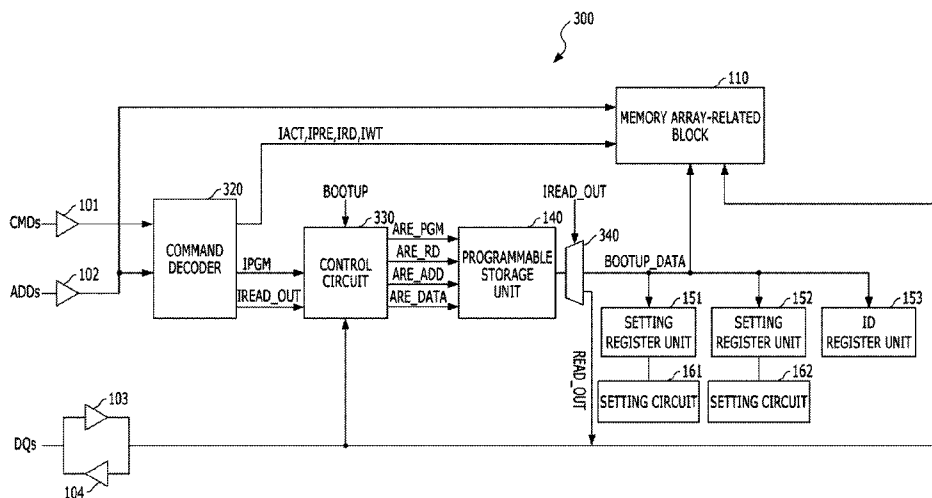 300
110
MEMORY ARRAY-RELATED
BLOCK
IACT,IPRE,IRD,IWT
320
BOOTUP
IREAD_OUT
CMDs
101
330
140
340
COMMAND
DECODER
ARE_PGM
ARE_RD
ARE_ADD
ARE_DATA
CONTROL
CIRCUIT
PROGRAMMABLE
STORAGE
UNIT
BOOTUP_DATA
ADDs
102
IPGM
IREAD_OUT
151
152
153
SETTING
REGISTER UNIT
SETTING
REGISTER UNIT
ID
REGISTER UNIT
READ_OUT
161
162
SETTING CIRCUIT
SETTING CIRCUIT
103
DQs
104